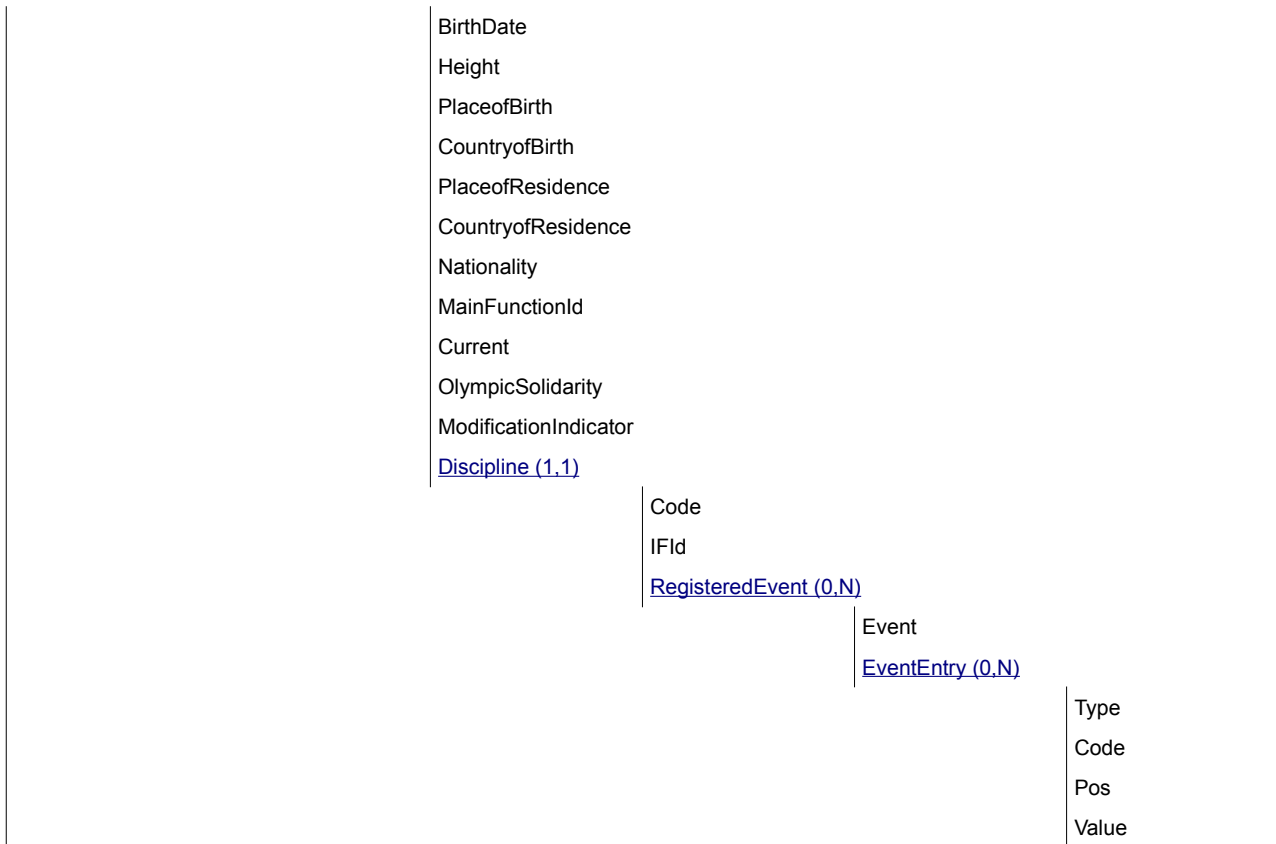 BirthDate
Height
PlaceofBirth
CountryofBirth
PlaceofResidence
CountryofResidence
Nationality
MainFunctionId
Current
OlympicSolidarity
ModificationIndicator
Discipline (1,1)
Code
IFId
RegisteredEvent (0,N)
Event
EventEntry (0,N)
Type
Code
Pos
Value